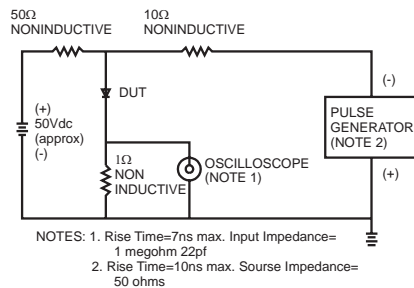 50Ω
NONINDUCTIVE
10Ω
NONINDUCTIVE
(+)
50Vdc
(approx)
(-)
DUT
1Ω
NON
INDUCTIVE
OSCILLOSCOPE
(NOTE 1)
(-)
PULSE
GENERATOR
(NOTE 2)
(+)
NOTES: 1. Rise Time=7ns max. Input Impedance=
1 megohm 22pf
2. Rise Time=10ns max. Sourse Impedance=
50 ohms